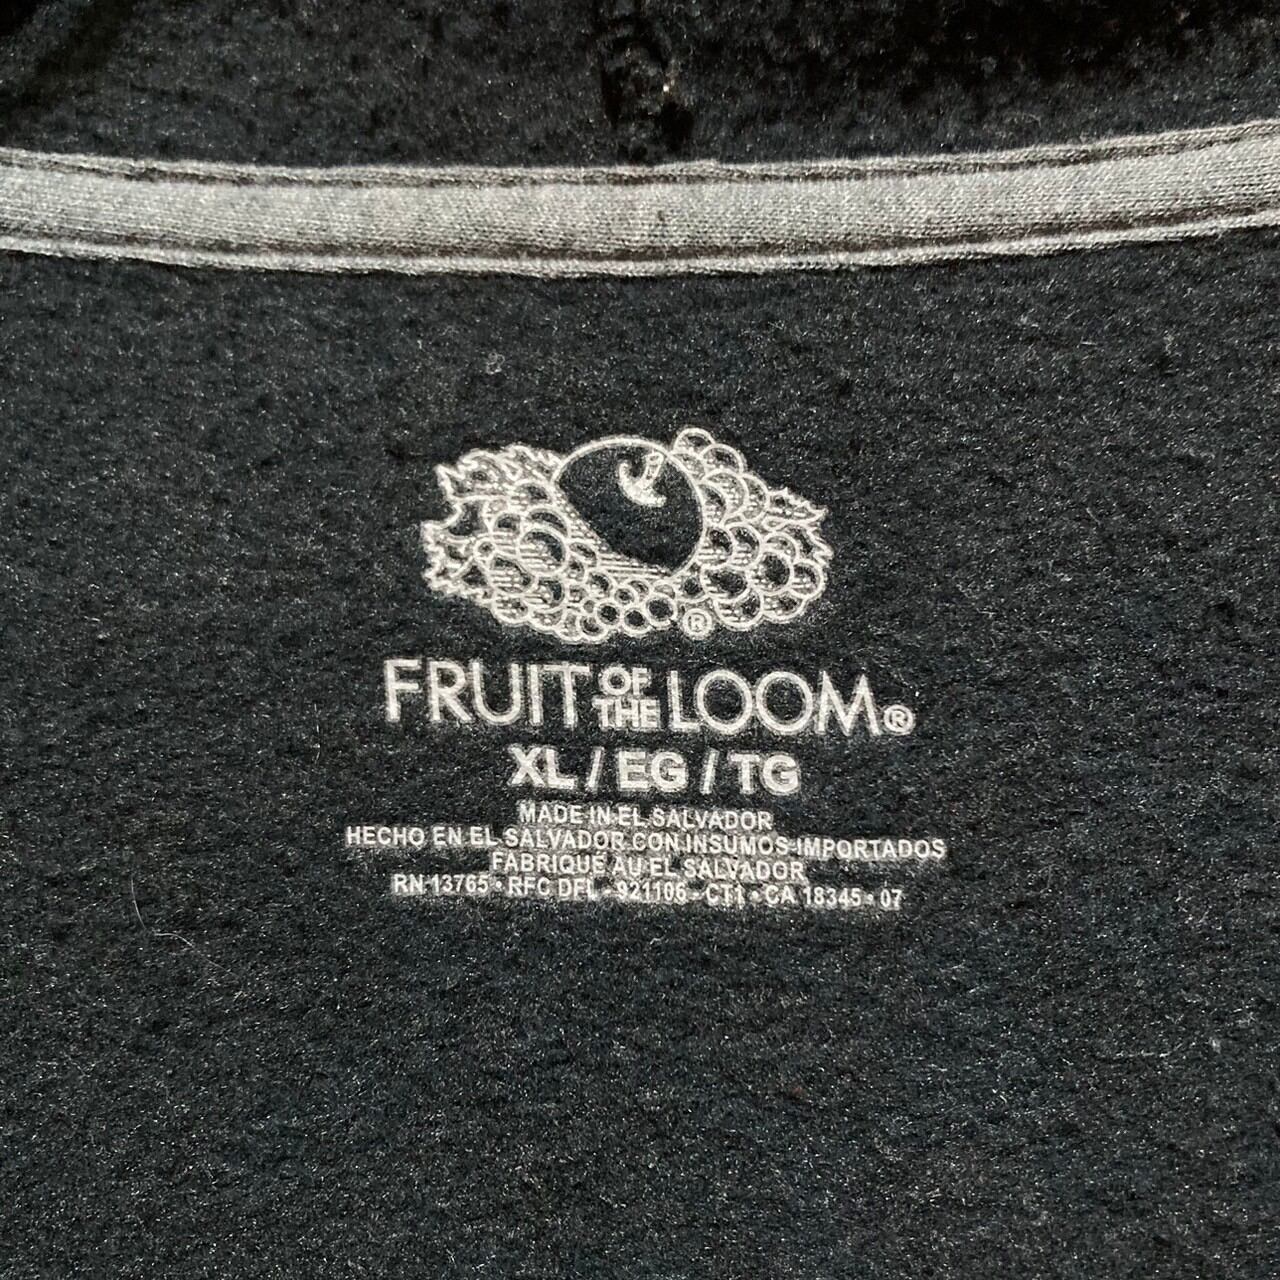 ®
FRUIT OF THE LOOM®
XL / EG / TG
MADE IN EL SALVADOR
HECHO EN EL SALVADOR CON INSUMOS IMPORTADOS
FABRIQUE AU EL SALVADOR
RN 13765 • RFC DFL - 921106 - CT1 • CA 18345 • 07